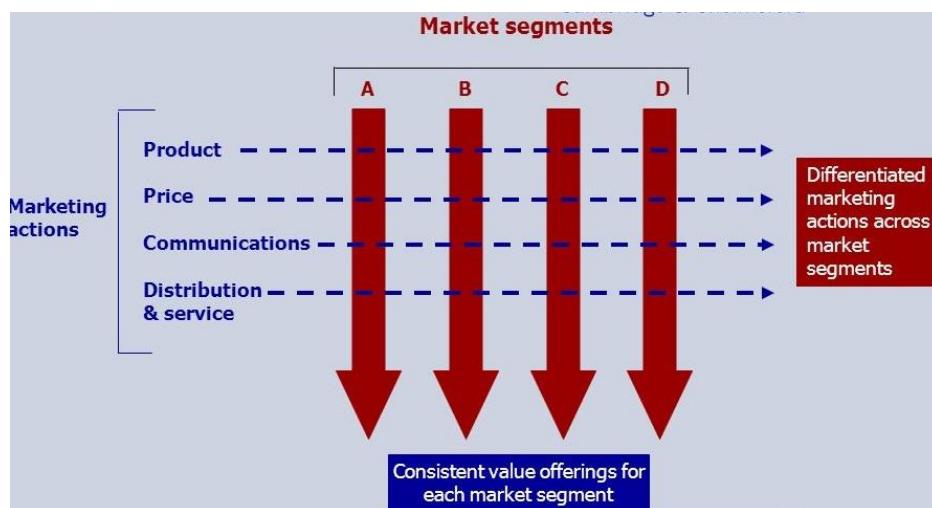 Market segments
A B C D
Product
Price
Marketing
actions
Communications
Distribution
& service
Differentiated
marketing
actions across
market
segments
Consistent value offerings for
each market segment